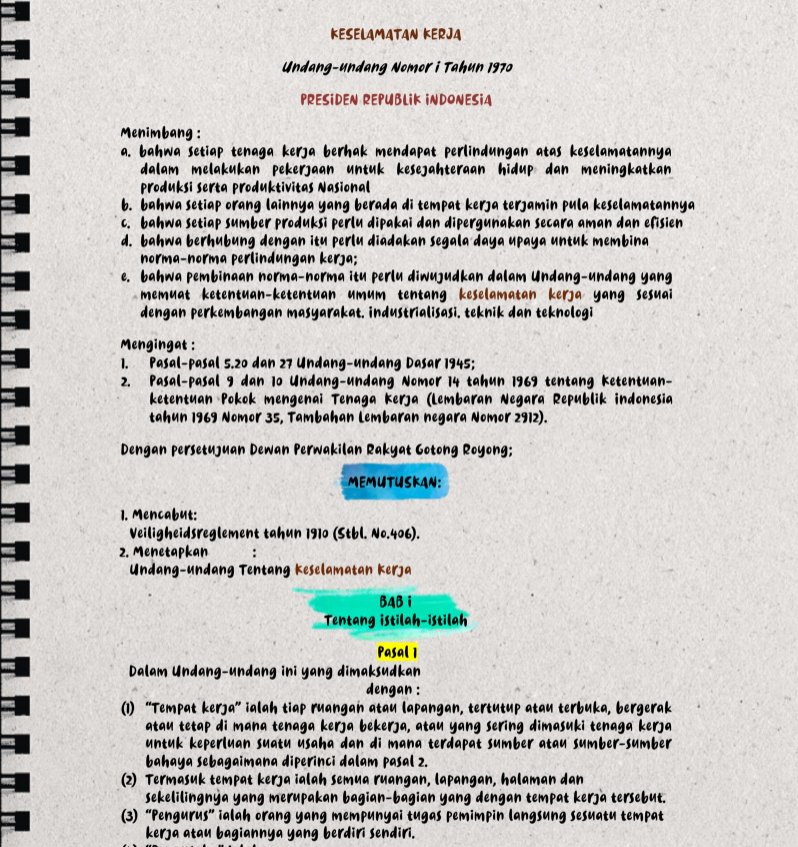 KESELAMATAN KERJA
Undang-undang Nomor i Tahun 1970
PRESiDEN REPUBLiK iNDONESiA
Menimbang :
a. bahwa setiap tenaga kerja berhak mendapat perlindungan atas keselamatannya
dalam melakukan pekerjaan untuk kesejahteraan hidup dan meningkatkan
produksi serta produktivitas Nasional
b. bahwa setiap orang lainnya yang berada di tempat kerja terjamin pula keselamatannya
c. bahwa setiap sumber produksi perlu dipakai dan dipergunakan secara aman dan efisien
d. bahwa berhubung dengan itu perlu diadakan segala daya upaya untuk membina
norma-norma perlindungan kerja;
e. bahwa pembinaan norma-norma itu perlu diwujudkan dalam Undang-undang yang
memuat ketentuan-ketentuan umum tentang keselamatan kerja yang sesuai
dengan perkembangan masyarakat. industrialisasi. teknik dan teknologi
Mengingat :
1. Pasal-pasal 5.20 dan 27 Undang-undang Dasar 1945;
2. Pasal-pasal 9 dan 10 Undang-undang Nomor 14 tahun 1969 tentang Ketentuan-
ketentuan Pokok mengenai Tenaga Kerja (Lembaran Negara Republik indonesia
tahun 1969 Nomor 35, Tambahan Lembaran negara Nomor 2912).
Dengan persetujuan Dewan Perwakilan Rakyat Gotong Royong;
MEMUTUSKAN:
1. Mencabut:
Veiligheidsreglement tahun 1910 (Stbl. No.406).
2. Menetapkan :
Undang-undang Tentang Keselamatan Kerja
BAB i
Tentang istilah-istilah
Pasal 1
Dalam Undang-undang ini yang dimaksudkan
dengan :
(1) "Tempat kerja" ialah tiap ruangan atau lapangan, tertutup atau terbuka, bergerak
atau tetap di mana tenaga kerja bekerja, atau yang sering dimasuki tenaga kerja
untuk keperluan suatu usaha dan di mana terdapat sumber atau sumber-sumber
bahaya sebagaimana diperinci dalam pasal 2.
(2) Termasuk tempat kerja ialah semua ruangan, lapangan, halaman dan
sekelilingnya yang merupakan bagian-bagian yang dengan tempat kerja tersebut.
(3) "Pengurus" ialah orang yang mempunyai tugas pemimpin langsung sesuatu tempat
kerja atau bagiannya yang berdiri sendiri.